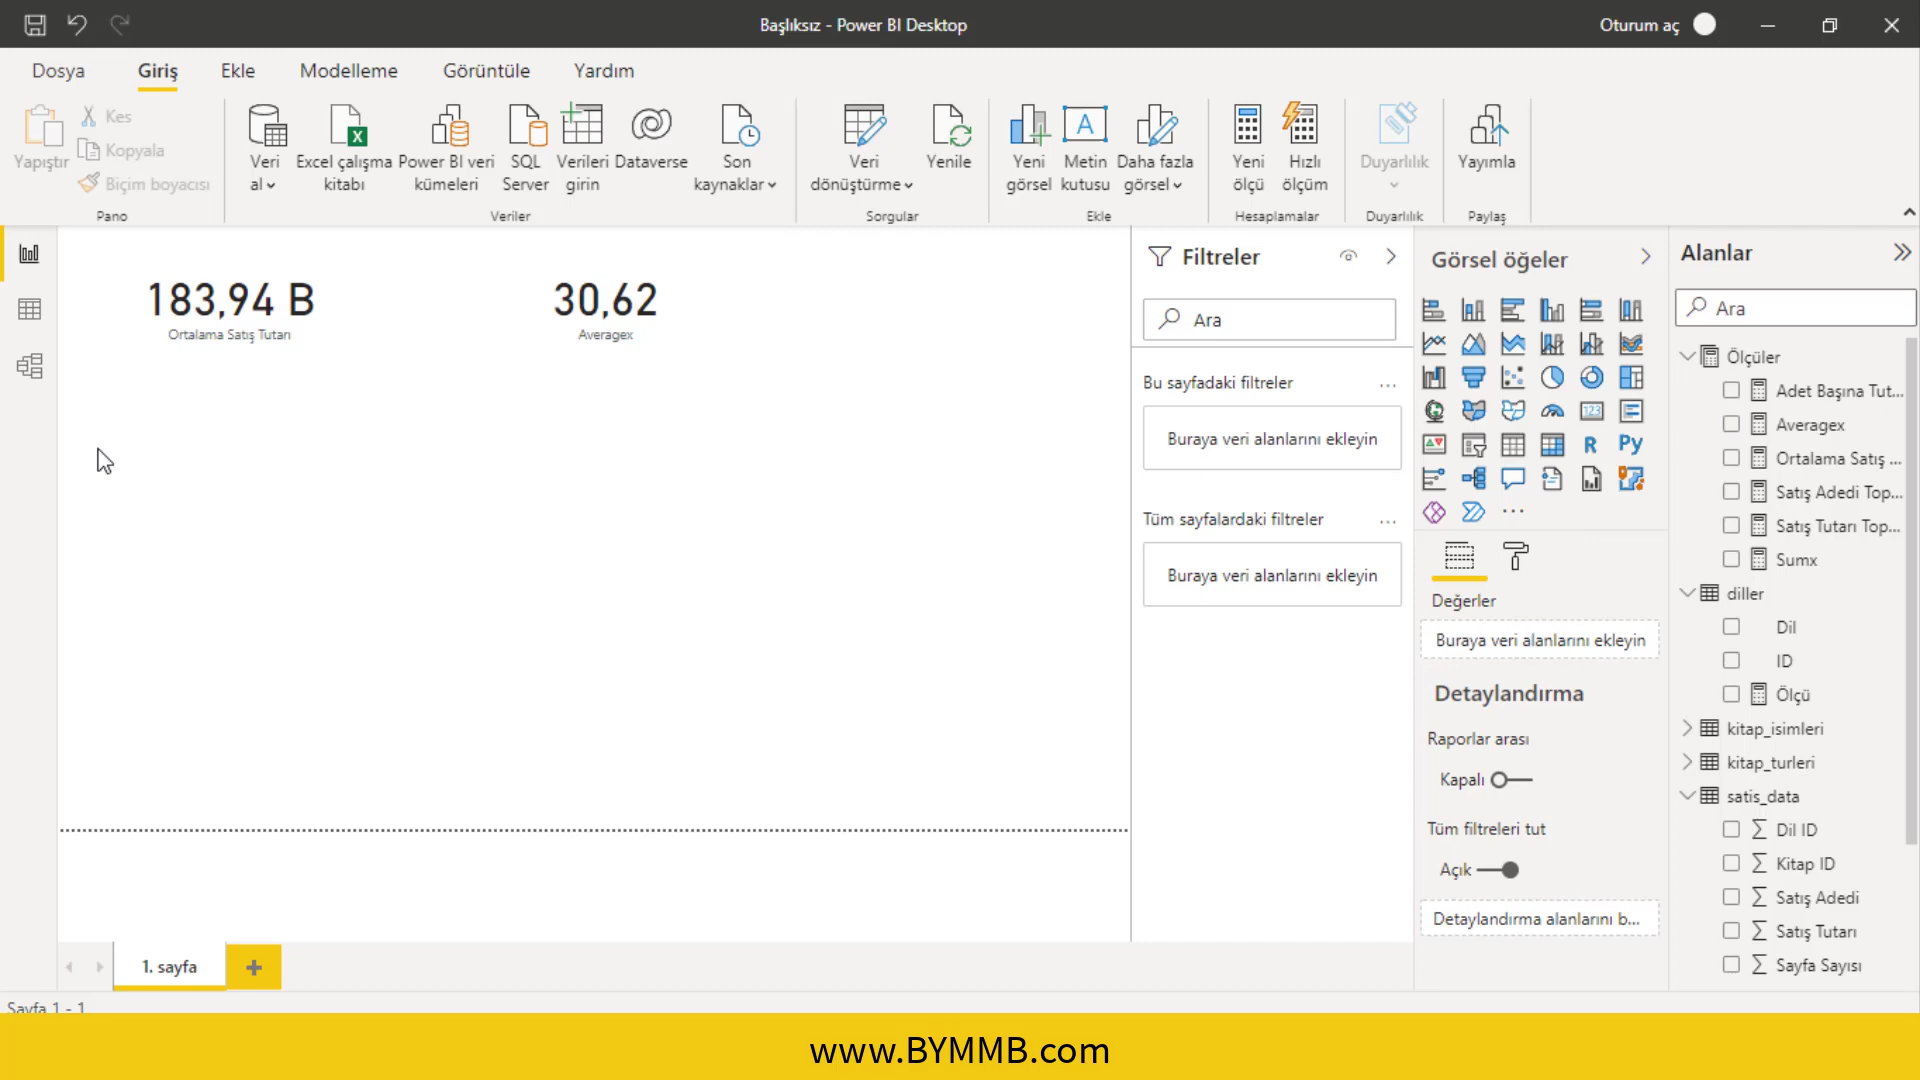 Başlıksız - Power BI Desktop
Oturum aç
Dosya
Giriş
Ekle
Modelleme
Görüntüle
Yardım
Yapıştır
Kes
Kopyala
Biçim boyacısı
Pano
Veri
al
Excel çalışma
kitabı
Power BI veri
kümeleri
SQL
Server
Verileri
girin
Dataverse
Son
kaynaklar
Veriler
Veri
dönüştürme
Yenile
Sorgular
Yeni
görsel
Metin
kutusu
Daha fazla
görsel
Ekle
Yeni
ölçü
Hızlı
ölçüm
Hesaplamalar
Duyarlılık
Duyarlılık
Yayımla
Paylaş
183,94 B
Ortalama Satış Tutarı
30,62
Averagex
Filtreler
Ara
Bu sayfadaki filtreler
...
Buraya veri alanlarını ekleyin
Tüm sayfalardaki filtreler
...
Buraya veri alanlarını ekleyin
Görsel öğeler
123
R
Py
...
Değerler
Buraya veri alanlarını ekleyin
Detaylandırma
Raporlar arası
Kapalı
Tüm filtreleri tut
Açık
Detaylandırma alanlarını b...
Alanlar
Ara
Ölçüler
Adet Başına Tut...
Averagex
Ortalama Satış ...
Satış Adedi Top...
Satış Tutarı Top...
Sumx
diller
Dil
ID
Ölçü
kitap_isimleri
kitap_turleri
satis_data
Σ Dil ID
Σ Kitap ID
Σ Satış Adedi
Σ Satış Tutarı
Σ Sayfa Sayısı
1. sayfa
Sayfa 1 - 1
www.BYMMB.com